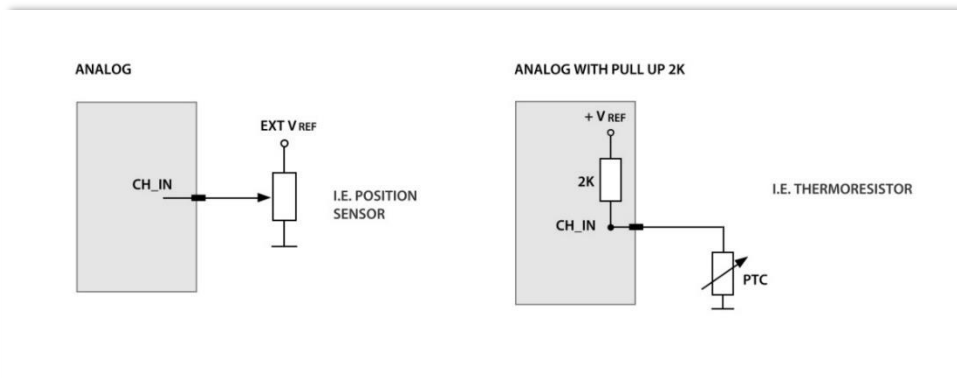 ANALOG
EXT V REF
CH_IN
I.E. POSITION
SENSOR
ANALOG WITH PULL UP 2K
+ V REF
2K
CH_IN
I.E. THERMORESISTOR
PTC